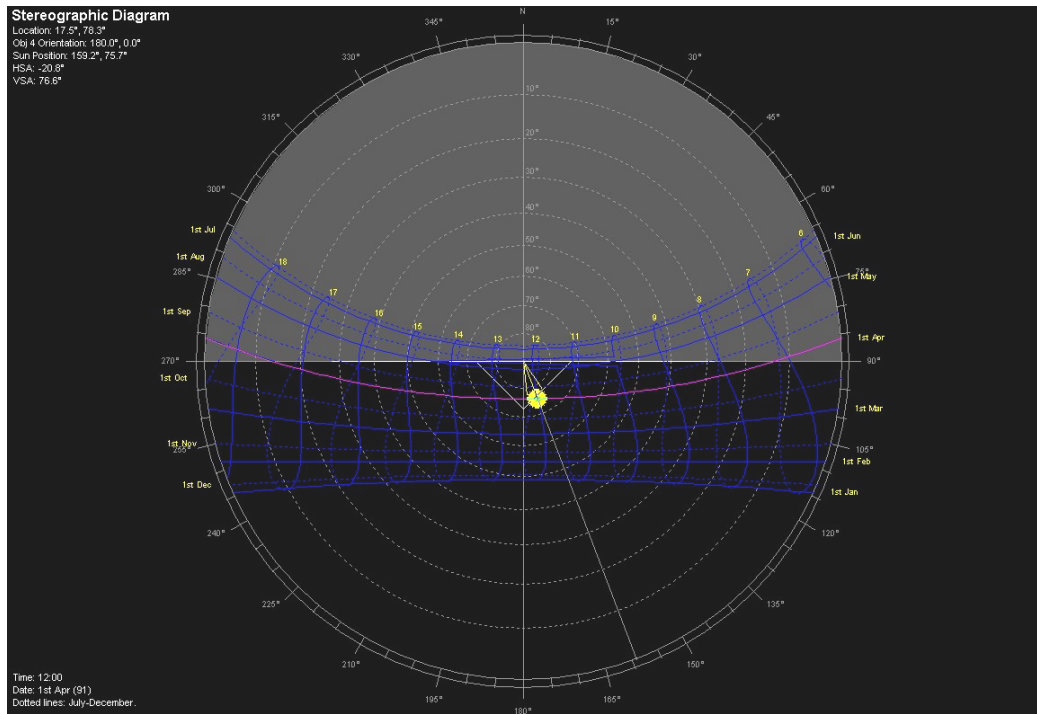 Stereographic Diagram
Location: 17.5°, 78.3°
Obj 4 Orientation: 180.0°, 0.0°
Sun Position: 159.2°, 75.7°
HSA: -20.8°
VSA: 76.6°
N
345°
15°
330°
30°
315°
45°
300°
60°
285°
75°
270°
90°
255°
105°
240°
120°
225°
135°
210°
150°
195°
165°
180°
10°
20°
30°
40°
50°
60°
70°
80°
1st Jul
1st Aug
1st Sep
1st Oct
1st Nov
1st Dec
1st Jun
1st May
1st Apr
1st Mar
1st Feb
1st Jan
18
17
16
15
14
13
12
11
10
9
8
7
6
Time: 12:00
Date: 1st Apr (91)
Dotted lines: July-December.